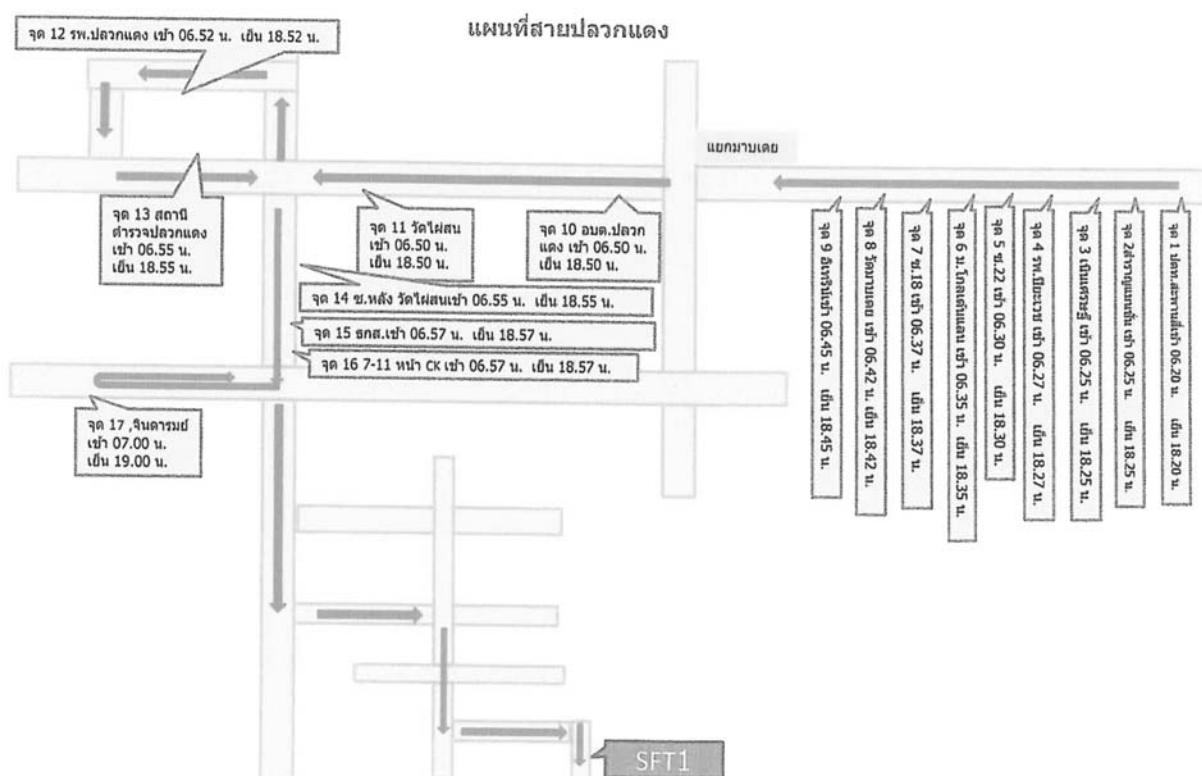 แผนที่สายปลวกแดง
จุด 12 รพ.ปลวกแดง เช้า 06.52 น. เย็น 18.52 น.
แยกมาบเตย
จุด 13 สถานี
ตำรวจปลวกแดง
เช้า 06.55 น.
เย็น 18.55 น.
จุด 11 วัดไผ่สน
เช้า 06.50 น.
เย็น 18.50 น.
จุด 10 อบต.ปลวก
แดง เช้า 06.50 น.
เย็น 18.50 น.
จุด 9 อิเทริน์เช้า 06.45 น. เย็น 18.45 น.
จุด 8 วัดมาบเตย เช้า 06.42 น. เย็น 18.42 น.
จุด 7 ซ.18 เช้า 06.37 น. เย็น 18.37 น.
จุด 6 ม.โกลเด้นแลน เช้า 06.35 น. เย็น 18.35 น.
จุด 5 ซ.22 เช้า 06.30 น. เย็น 18.30 น.
จุด 4 รพ.ปิยะเวช เช้า 06.27 น. เย็น 18.27 น.
จุด 3 เนินเศรษฐี เช้า 06.25 น. เย็น 18.25 น.
จุด 2สำราญแมนชั่น เช้า 06.25 น. เย็น 18.25 น.
จุด 1 ปตท.สะพานสี่เช้า 06.20 น. เย็น 18.20 น.
จุด 14 ซ.หลัง วัดไผ่สนเช้า 06.55 น. เย็น 18.55 น.
จุด 15 ธกส.เช้า 06.57 น. เย็น 18.57 น.
จุด 16 7-11 หน้า CK เช้า 06.57 น. เย็น 18.57 น.
จุด 17 ,จินดารมย์
เช้า 07.00 น.
เย็น 19.00 น.
SFT1